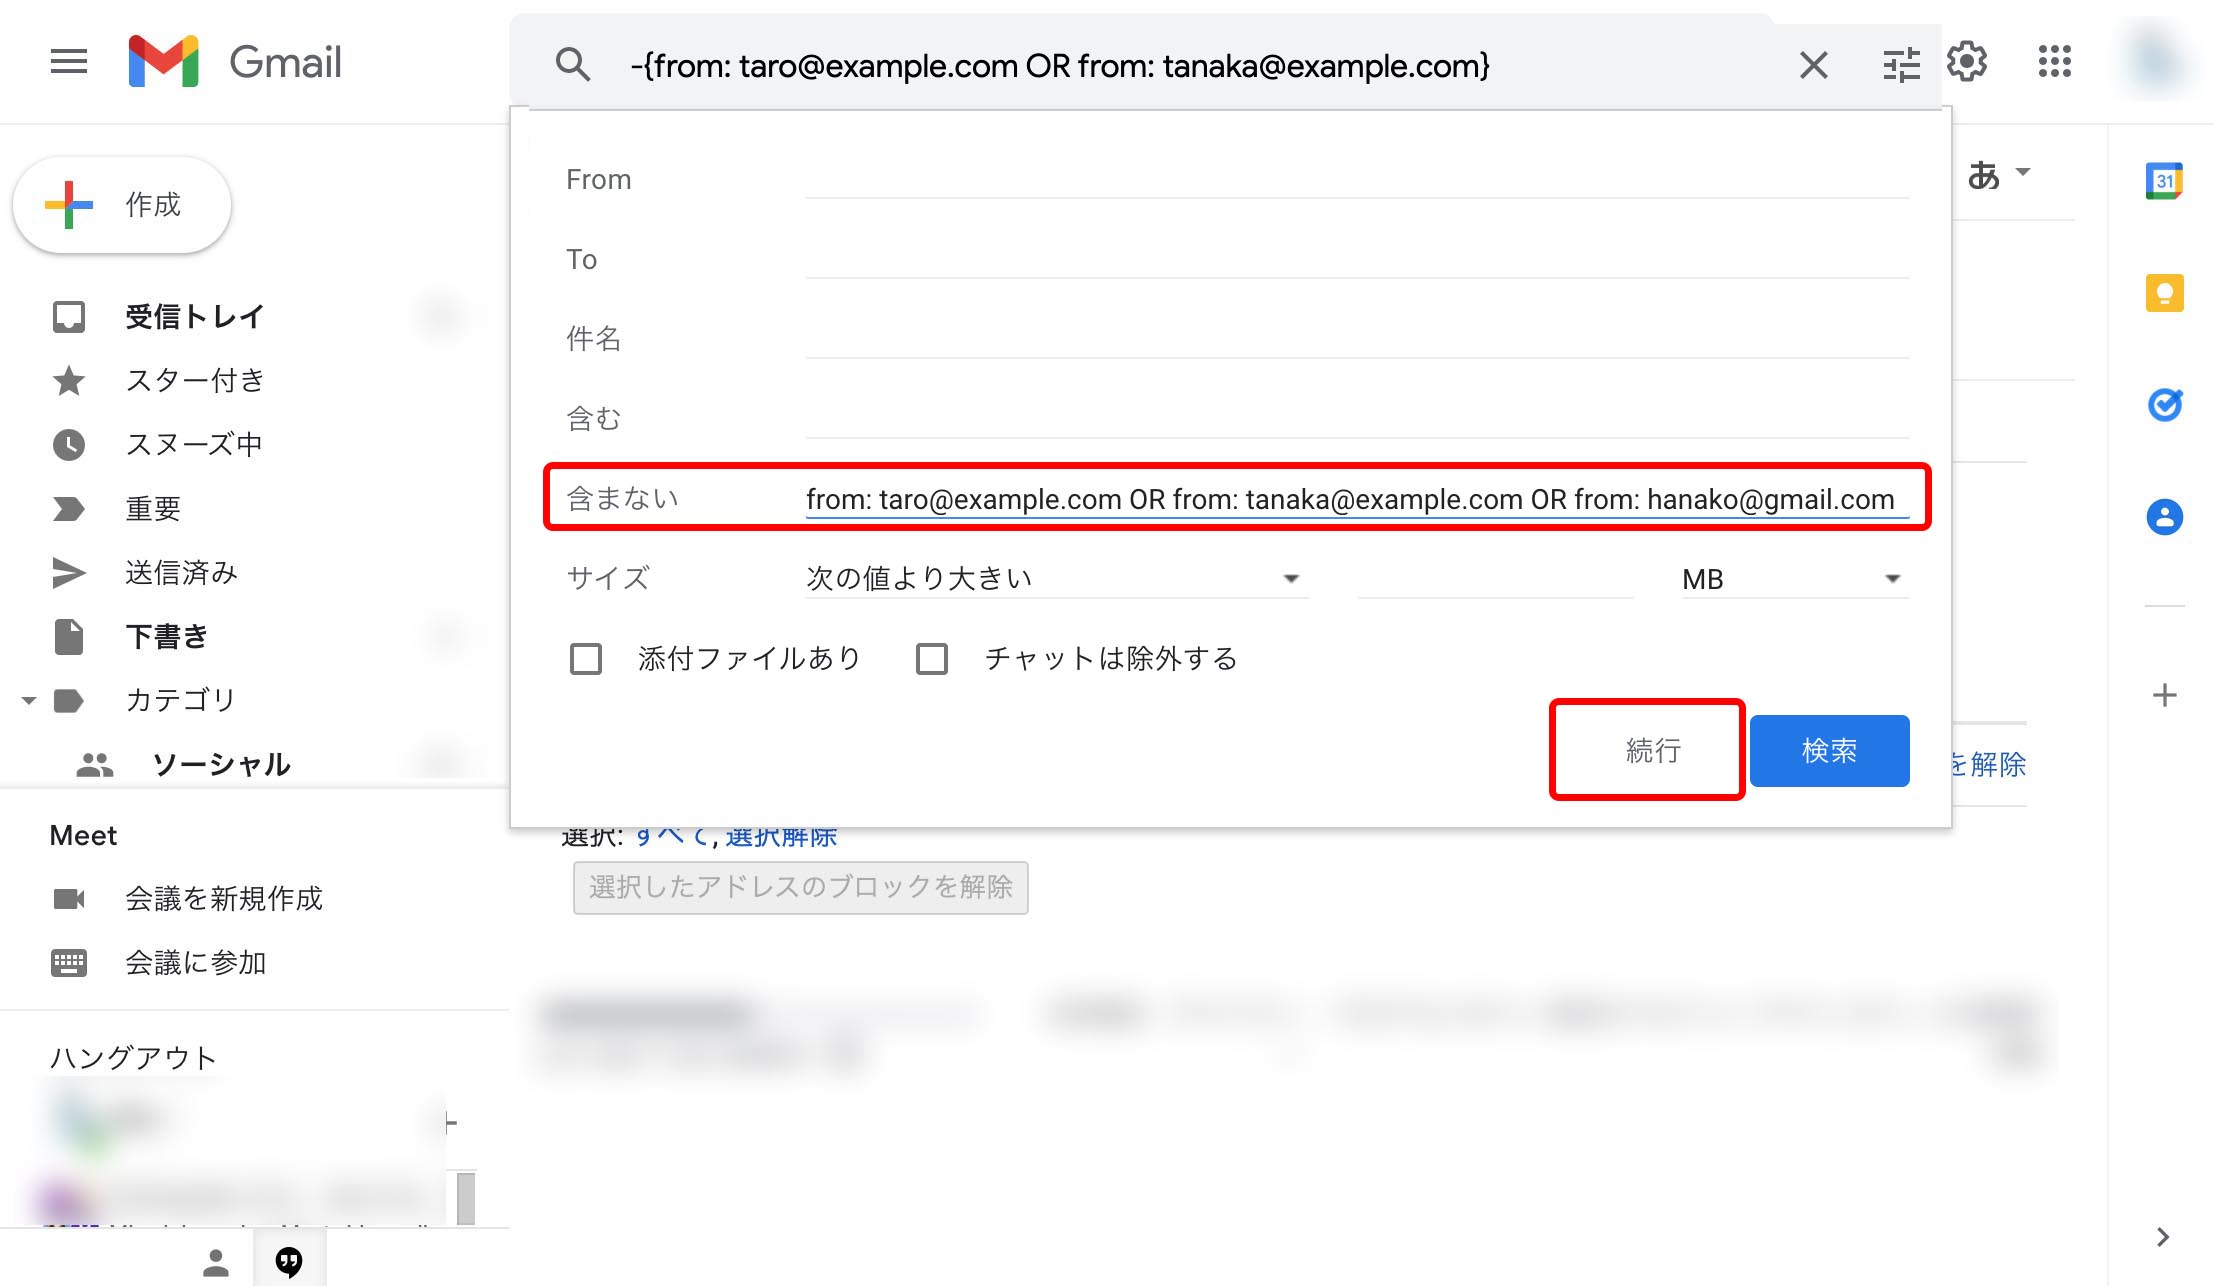 Gmail
-{from: taro@example.com OR from: tanaka@example.com}
作成
受信トレイ
スター付き
スヌーズ中
重要
送信済み
下書き
カテゴリ
ソーシャル
Meet
会議を新規作成
会議に参加
ハングアウト
From
To
件名
含む
含まない from: taro@example.com OR from: tanaka@example.com OR from: hanako@gmail.com
サイズ 次の値より大きい MB
添付ファイルあり チャットは除外する
続行 検索
あ
31
を解除
選択: すべて, 選択解除
選択したアドレスのブロックを解除